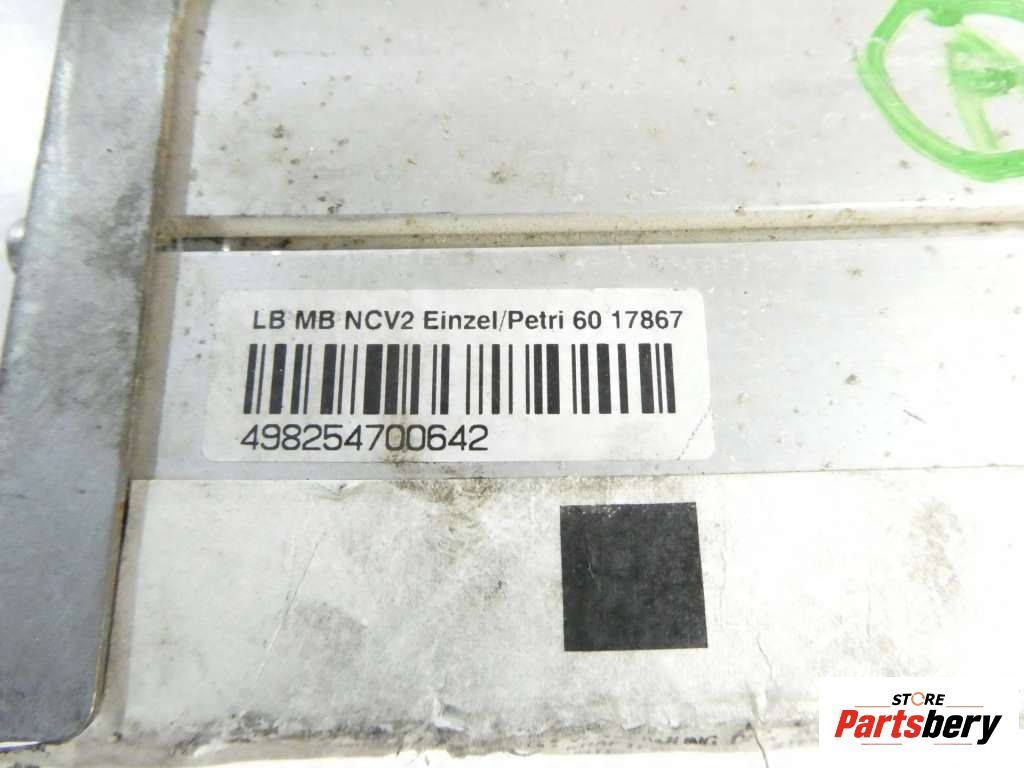 A
LB MB NCV2 Einzel/Petri 60 17867
498254700642
STORE
Partsbery